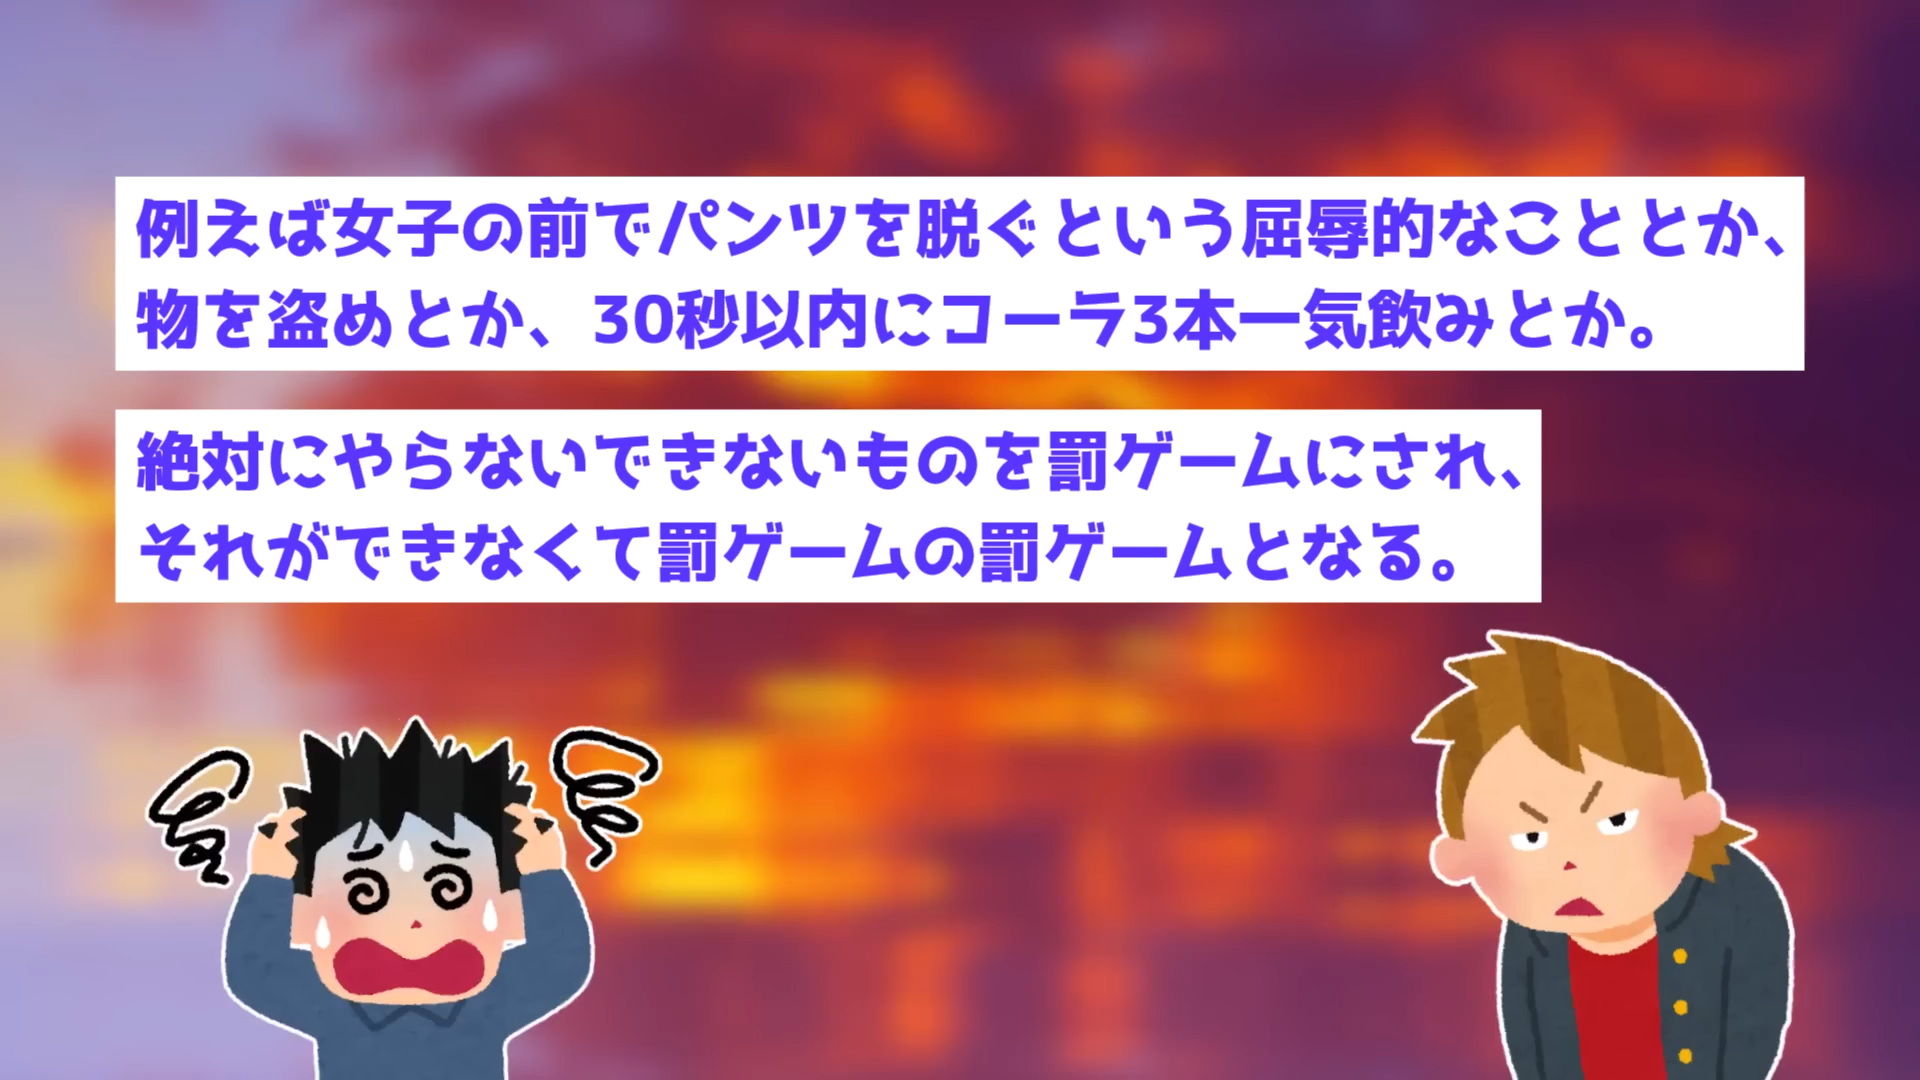 例えば女子の前でパンツを脱ぐという屈辱的なこととか、
物を盗めとか、30秒以内にコーラ3本一気飲みとか。
絶対にやらないできないものを罰ゲームにされ、
それができなくて罰ゲームの罰ゲームとなる。